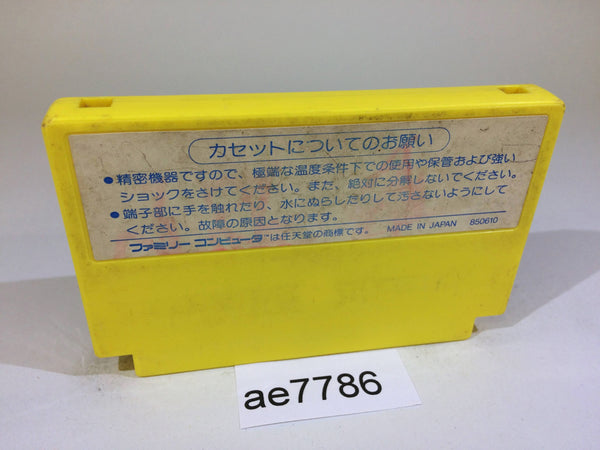 カセットについてのお願い
●精密機器ですので、極端な温度条件下での使用や保管および強い
ショックをさけてください。また、絶対に分解しないでください。
●端子部に手を触れたり、水にぬらしたりして汚さないようにして
ください。故障の原因となります。
ファミリー コンピュータ™は任天堂の商標です。 MADE IN JAPAN 850610
ae7786